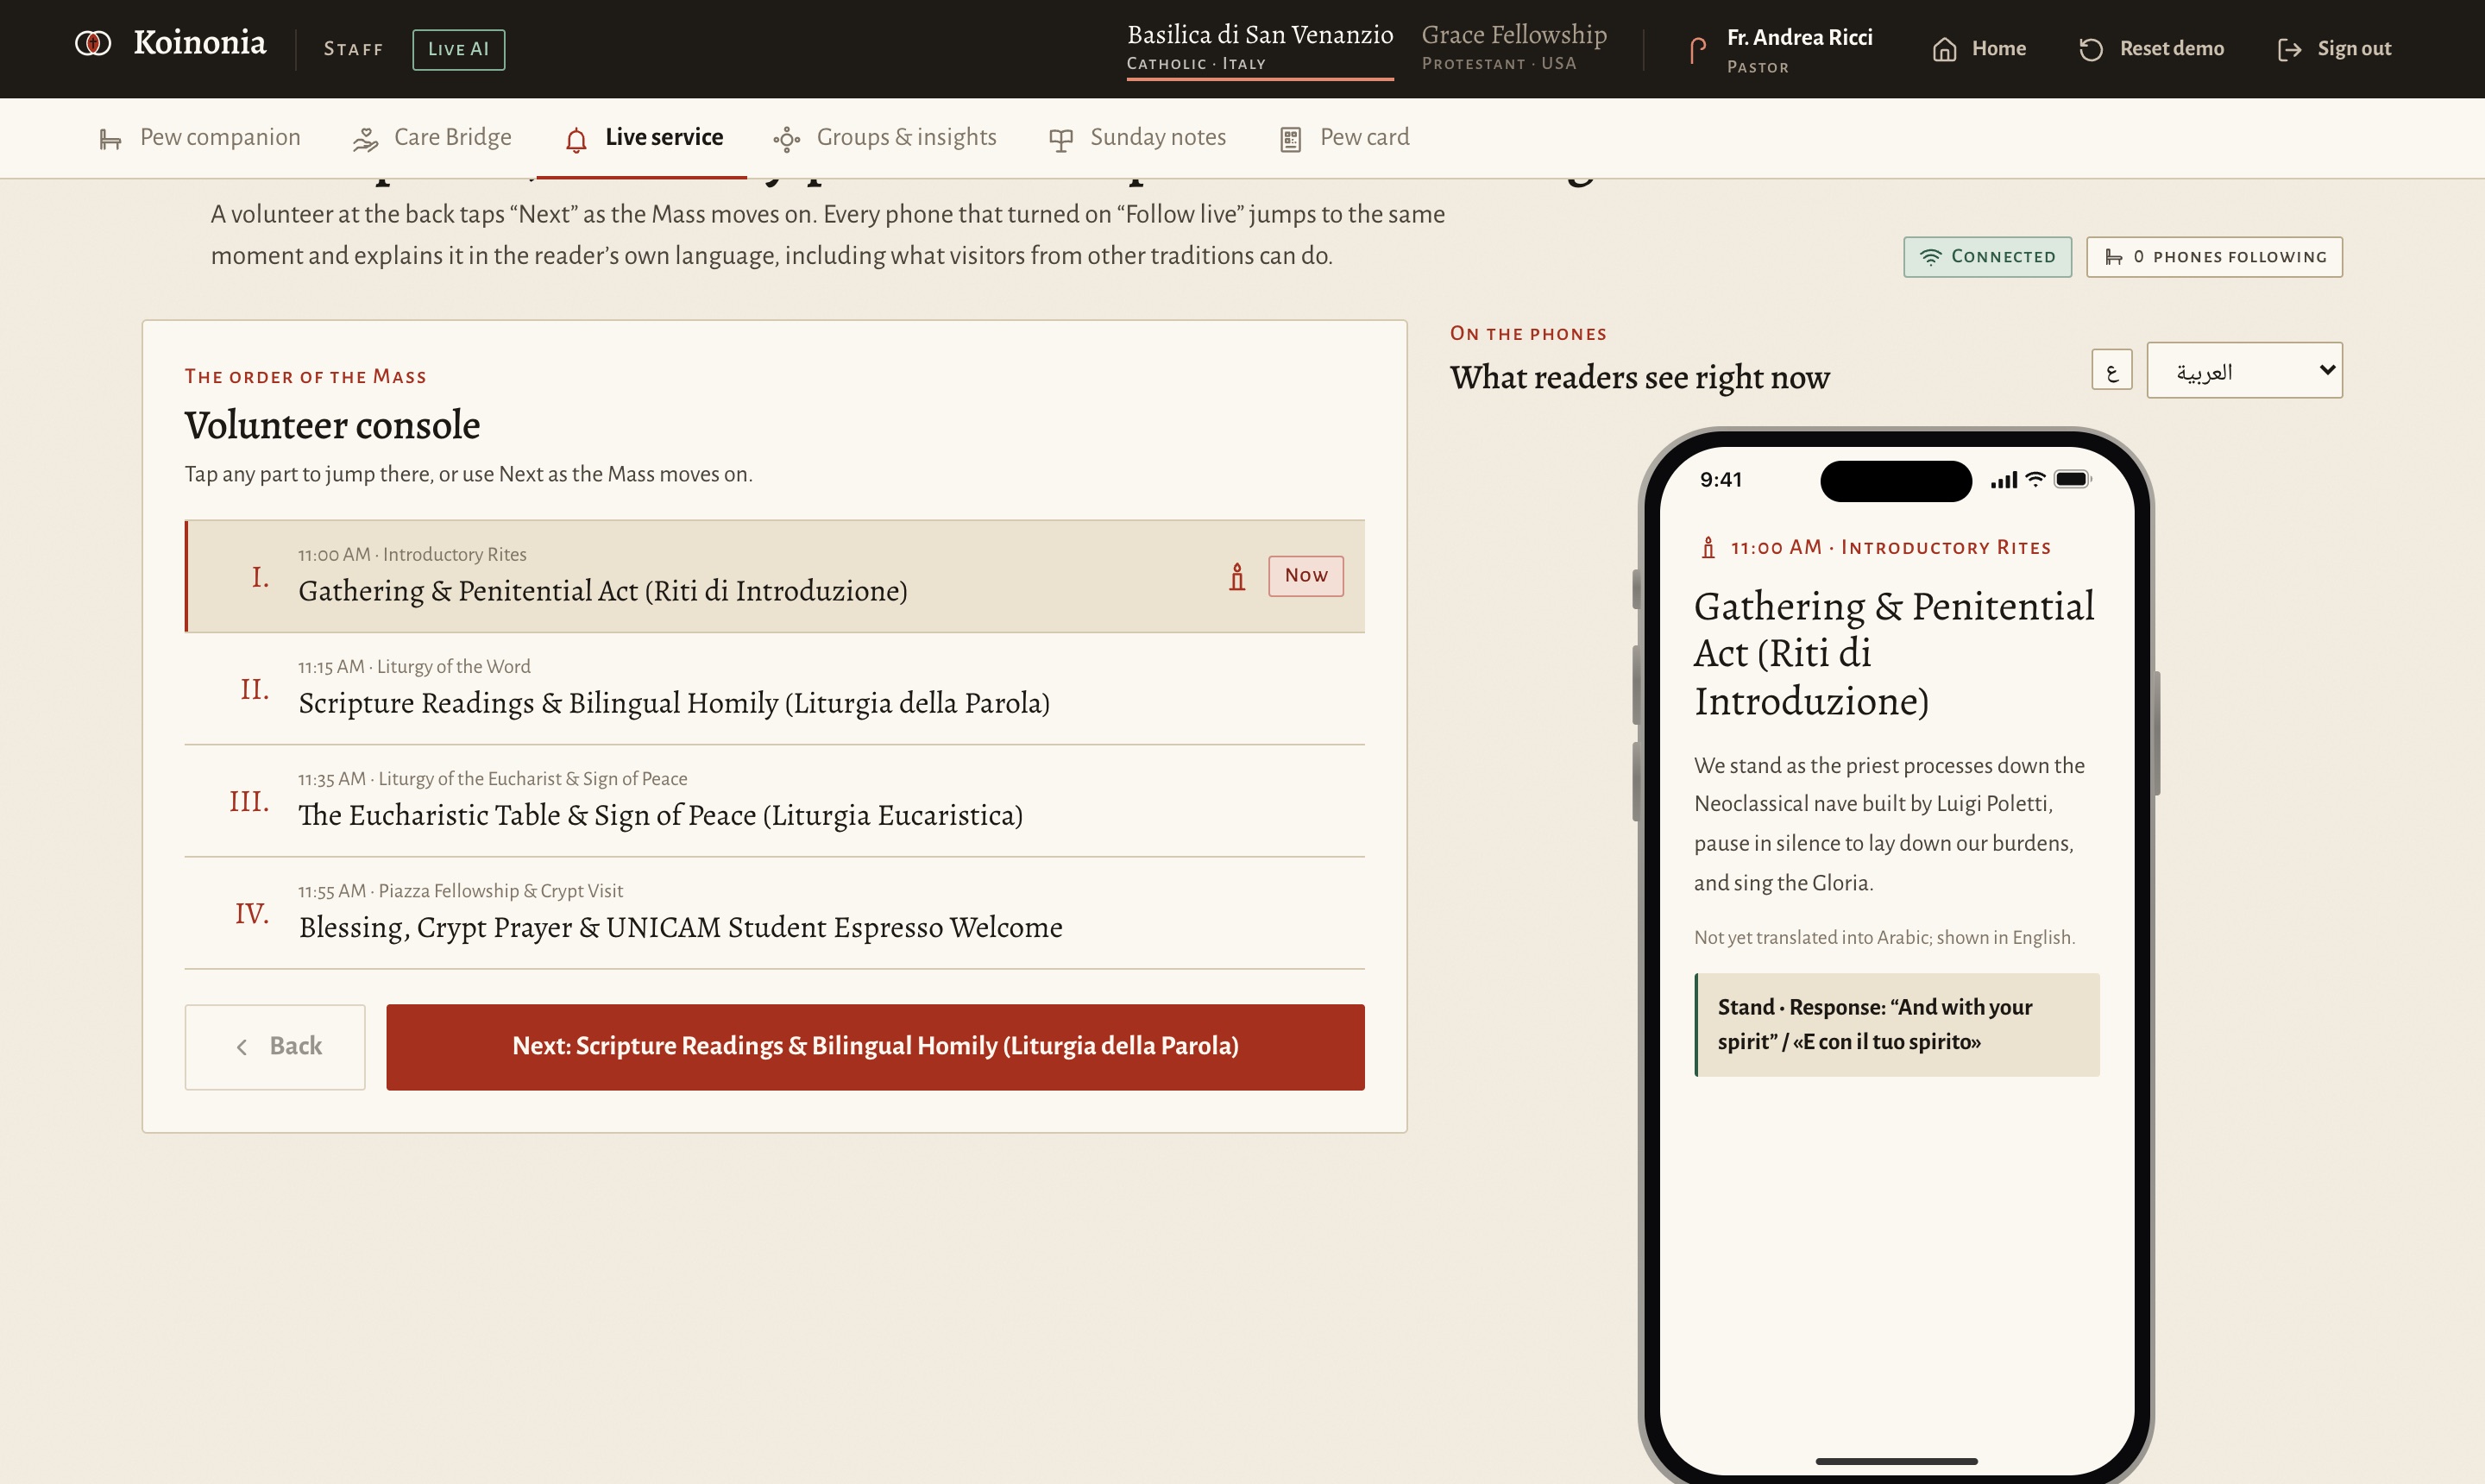 Koinonia
STAFF
LIVE AI
Basilica di San Venanzio
CATHOLIC · ITALY
Grace Fellowship
PROTESTANT · USA
Fr. Andrea Ricci
PASTOR
Home
Reset demo
Sign out
Pew companion
Care Bridge
Live service
Groups & insights
Sunday notes
Pew card
A volunteer at the back taps “Next” as the Mass moves on. Every phone that turned on “Follow live” jumps to the same
moment and explains it in the reader’s own language, including what visitors from other traditions can do.
CONNECTED
0 PHONES FOLLOWING
THE ORDER OF THE MASS
Volunteer console
Tap any part to jump there, or use Next as the Mass moves on.
I.
11:00 AM · Introductory Rites
Gathering & Penitential Act (Riti di Introduzione)
Now
II.
11:15 AM · Liturgy of the Word
Scripture Readings & Bilingual Homily (Liturgia della Parola)
III.
11:35 AM · Liturgy of the Eucharist & Sign of Peace
The Eucharistic Table & Sign of Peace (Liturgia Eucaristica)
IV.
11:55 AM · Piazza Fellowship & Crypt Visit
Blessing, Crypt Prayer & UNICAM Student Espresso Welcome
Back
Next: Scripture Readings & Bilingual Homily (Liturgia della Parola)
ON THE PHONES
What readers see right now
ع
العربية
9:41
11:00 AM · INTRODUCTORY RITES
Gathering & Penitential
Act (Riti di
Introduzione)
We stand as the priest processes down the
Neoclassical nave built by Luigi Poletti,
pause in silence to lay down our burdens,
and sing the Gloria.
Not yet translated into Arabic; shown in English.
Stand · Response: “And with your
spirit” / «E con il tuo spirito»